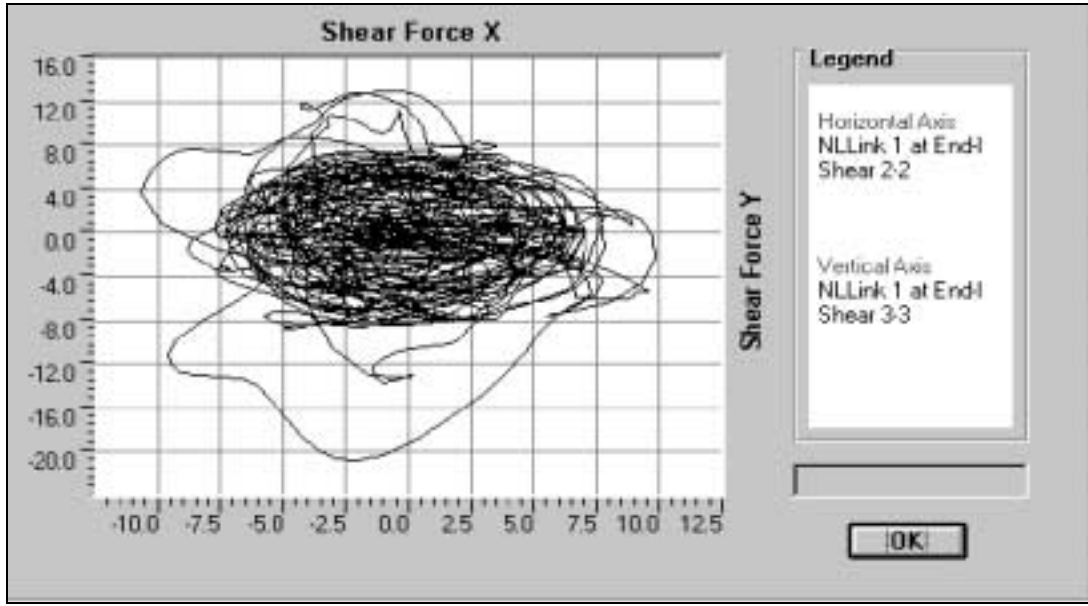 Shear Force X
16.0
12.0
8.0
4.0
0.0
-4.0
-8.0
-12.0
-16.0
-20.0
-10.0 -7.5 -5.0 -2.5 0.0 2.5 5.0 7.5 10.0 12.5
Shear Force Y
Legend
Horizontal Axis
NLLink 1 at End-I
Shear 2-2
Vertical Axis
NLLink 1 at End-I
Shear 3-3
OK